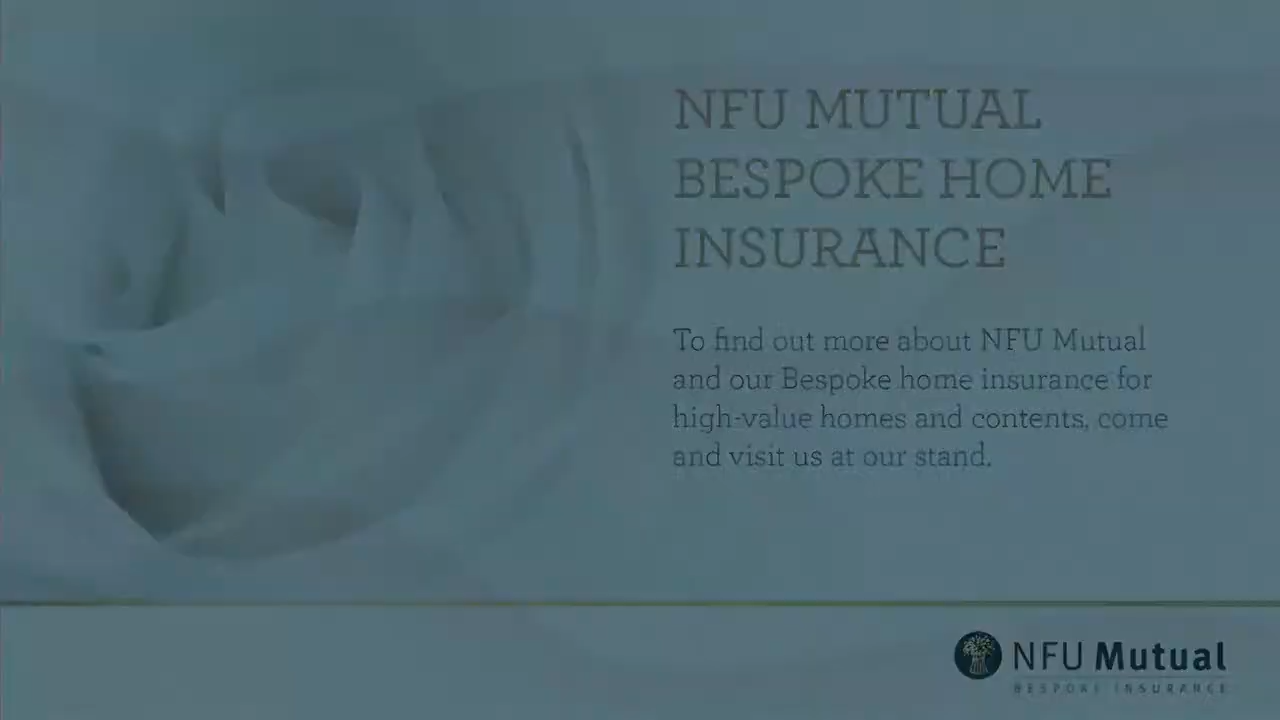 NFU MUTUAL
BESPOKE HOME
INSURANCE
To find out more about NFU Mutual
and our Bespoke home insurance for
high-value homes and contents, come
and visit us at our stand.
NFU Mutual
BESPOKE INSURANCE